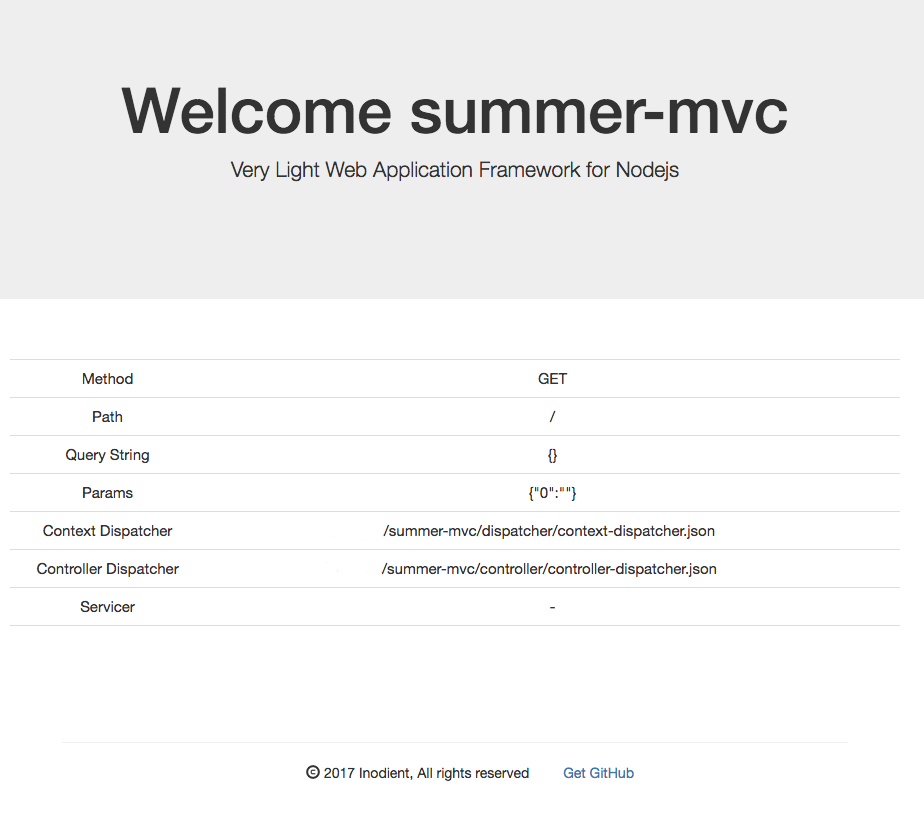 Welcome summer-mvc
Very Light Web Application Framework for Nodejs
Method GET
Path /
Query String {}
Params {"0":""}
Context Dispatcher /summer-mvc/dispatcher/context-dispatcher.json
Controller Dispatcher /summer-mvc/controller/controller-dispatcher.json
Servicer -
© 2017 Inodient, All rights reserved Get GitHub